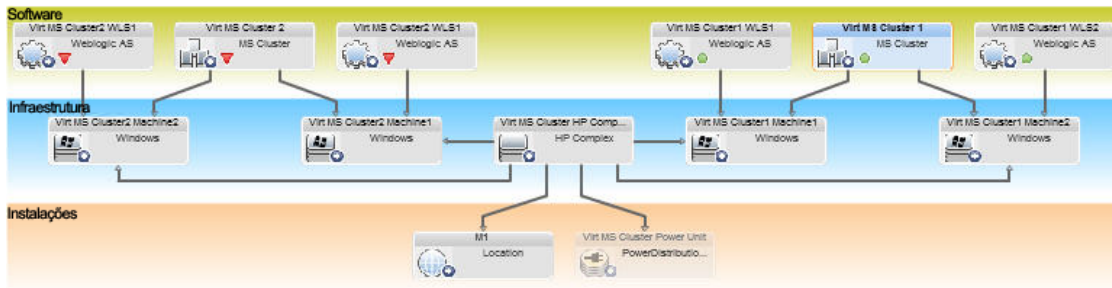 Software
Virt MS Cluster2 WLS1
Weblogic AS
Virt MS Cluster 2
MS Cluster
Virt MS Cluster2 WLS1
Weblogic AS
Virt MS Cluster1 WLS1
Weblogic AS
Virt MS Cluster 1
MS Cluster
Virt MS Cluster1 WLS2
Weblogic AS
Infraestrutura
Virt MS Cluster2 Machine2
Windows
Virt MS Cluster2 Machine1
Windows
Virt MS Cluster HP Comp...
HP Complex
Virt MS Cluster1 Machine1
Windows
Virt MS Cluster1 Machine2
Windows
Instalações
M1
Location
Virt MS Cluster Power Unit
PowerDistributio...